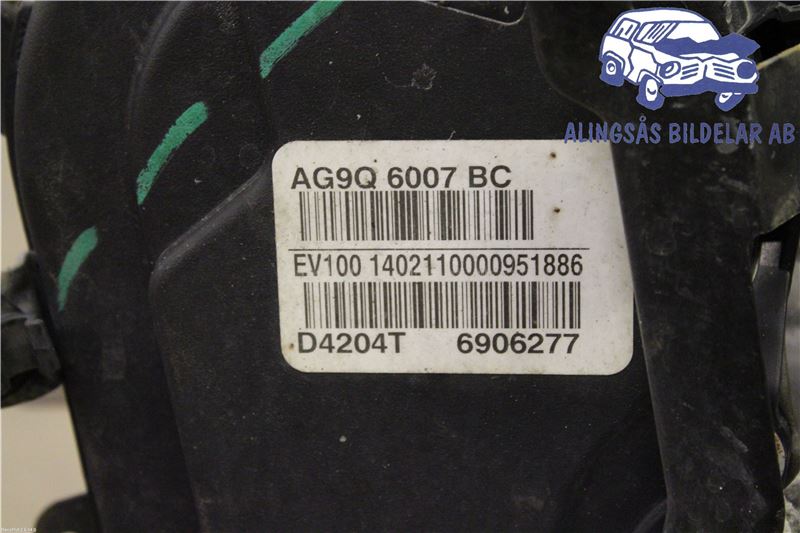 ALINGSÅS BILDELAR AB
AG9Q 6007 BC
EV100 1402110000951886
D4204T 6906277